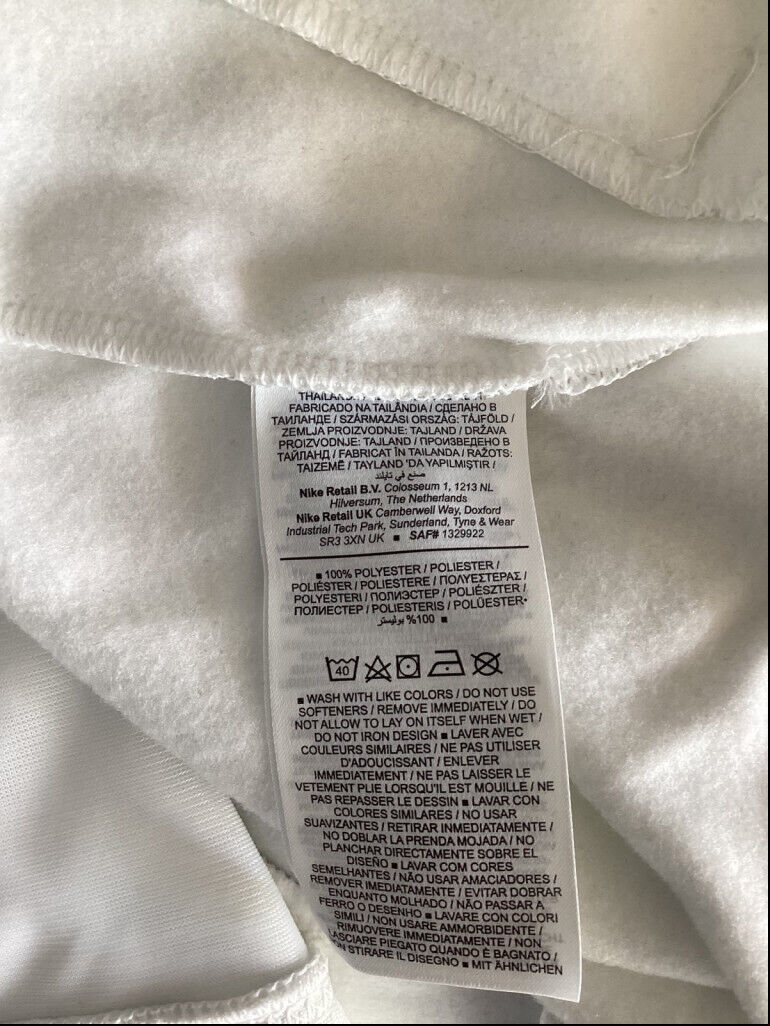 THAILAND
FABRICADO NA TAILÂNDIA / СДЕЛАНО В
ТАИЛАНДЕ / SZÁRMAZÁSI ORSZÁG: TÁJFÖLD /
ZEMLJA PROIZVODNJE: TAJLAND / DRŽAVA
PROIZVODNJE: TAJLAND / ПРОИЗВЕДЕНО В
ТАЙЛАНД / FABRICAT ÎN TAILANDA / RAŽOTS:
TAIZEMĒ / TAYLAND 'DA YAPILMIŞTIR /
صنع في تايلند
Nike Retail B.V. Colosseum 1, 1213 NL
Hilversum, The Netherlands
Nike Retail UK Camberwell Way, Doxford
Industrial Tech Park, Sunderland, Tyne & Wear
SR3 3XN UK ■ SAF# 1329922
■ 100% POLYESTER / POLIESTER /
POLIÉSTER / POLIESTERE / ΠΟΛΥΕΣΤΕΡΑΣ /
POLYESTERI / ПОЛИЭСТЕР / POLIÉSZTER /
ПОЛИЕСТЕР / POLIESTERIS / POLÜESTER
%100 بوليستر ■
40
■ WASH WITH LIKE COLORS / DO NOT USE
SOFTENERS / REMOVE IMMEDIATELY / DO
NOT ALLOW TO LAY ON ITSELF WHEN WET /
DO NOT IRON DESIGN ■ LAVER AVEC
COULEURS SIMILAIRES / NE PAS UTILISER
D'ADOUCISSANT / ENLEVER
IMMEDIATEMENT / NE PAS LAISSER LE
VETEMENT PLIE LORSQU'IL EST MOUILLE / NE
PAS REPASSER LE DESSIN ■ LAVAR CON
COLORES SIMILARES / NO USAR
SUAVIZANTES / RETIRAR INMEDIATAMENTE /
NO DOBLAR LA PRENDA MOJADA / NO
PLANCHAR DIRECTAMENTE SOBRE EL
DISEÑO ■ LAVAR COM CORES
SEMELHANTES / NÃO USAR AMACIADORES /
REMOVER IMEDIATAMENTE / EVITAR DOBRAR
ENQUANTO MOLHADO / NÃO PASSAR A
FERRO O DESENHO ■ LAVARE CON COLORI
SIMILI / NON USARE AMMORBIDENTE /
RIMUOVERE IMMEDIATAMENTE / NON
LASCIARE PIEGATO QUANDO È BAGNATO /
STIRARE IL DISEGNO ■ MIT ÄHNLICHEN